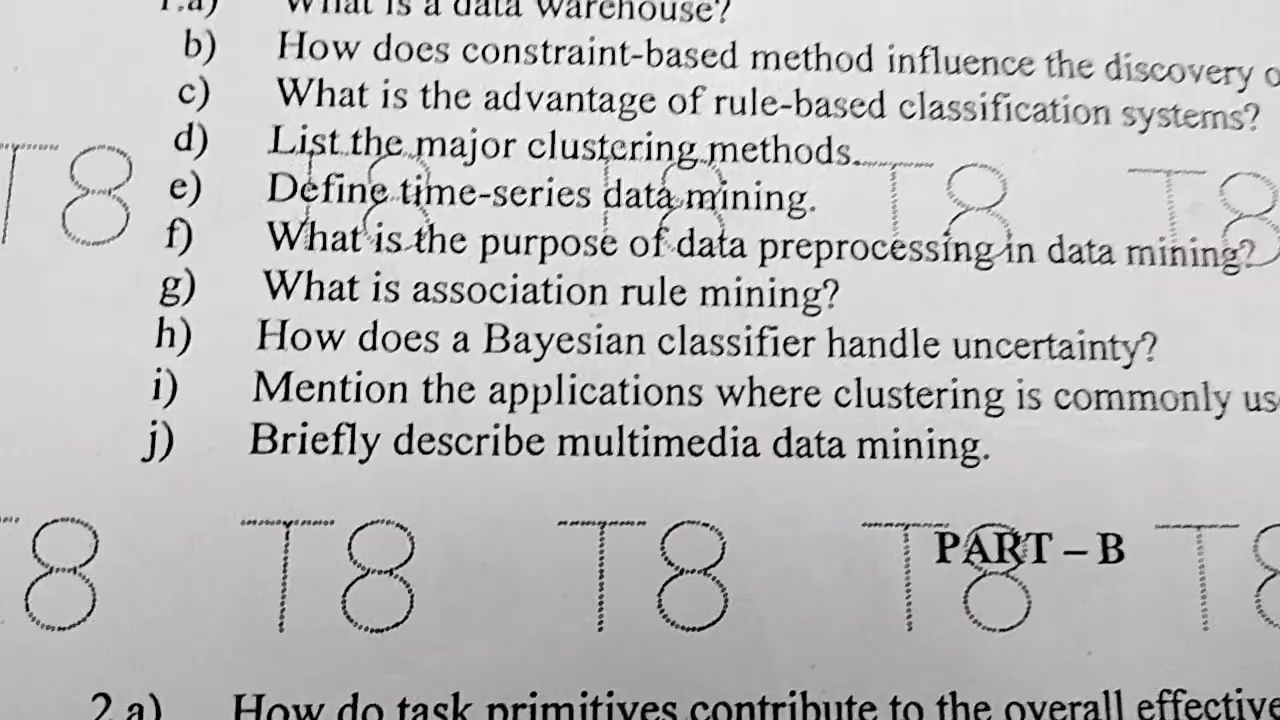 1.a) What is a data warehouse?
b) How does constraint-based method influence the discovery
c) What is the advantage of rule-based classification systems?
T8 d) List the major clustering methods. T8 T8
e) Define time-series data mining.
f) What is the purpose of data preprocessing in data mining?
g) What is association rule mining?
h) How does a Bayesian classifier handle uncertainty?
i) Mention the applications where clustering is commonly
j) Briefly describe multimedia data mining.
8 T8 T8 T8 T8
PART – B
2.a) How do task primitives contribute to the overall